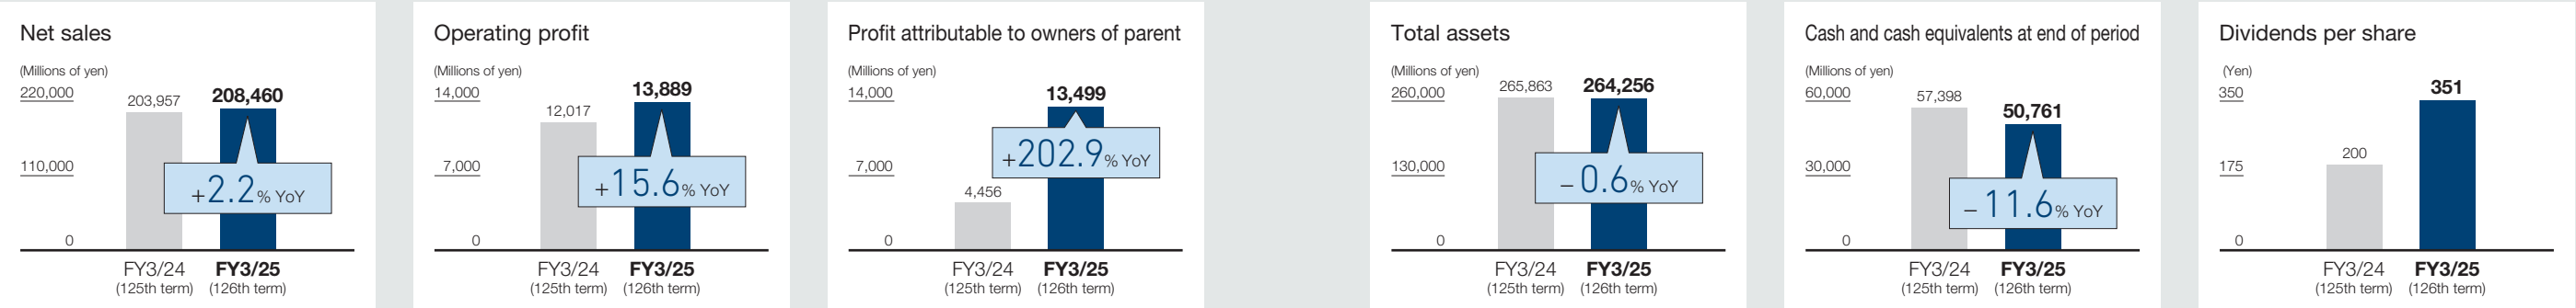 Net sales
(Millions of yen)
220,000
203,957
208,460
110,000
+2.2% YoY
0
FY3/24
FY3/25
(125th term)
(126th term)
Operating profit
(Millions of yen)
14,000
12,017
13,889
7,000
+15.6% YoY
0
FY3/24
FY3/25
(125th term)
(126th term)
Profit attributable to owners of parent
(Millions of yen)
14,000
13,499
+202.9% YoY
7,000
4,456
0
FY3/24
FY3/25
(125th term)
(126th term)
Total assets
(Millions of yen)
260,000
265,863
264,256
130,000
– 0.6% YoY
0
FY3/24
FY3/25
(125th term)
(126th term)
Cash and cash equivalents at end of period
(Millions of yen)
60,000
57,398
50,761
30,000
– 11.6% YoY
0
FY3/24
FY3/25
(125th term)
(126th term)
Dividends per share
(Yen)
350
351
200
175
0
FY3/24
FY3/25
(125th term)
(126th term)